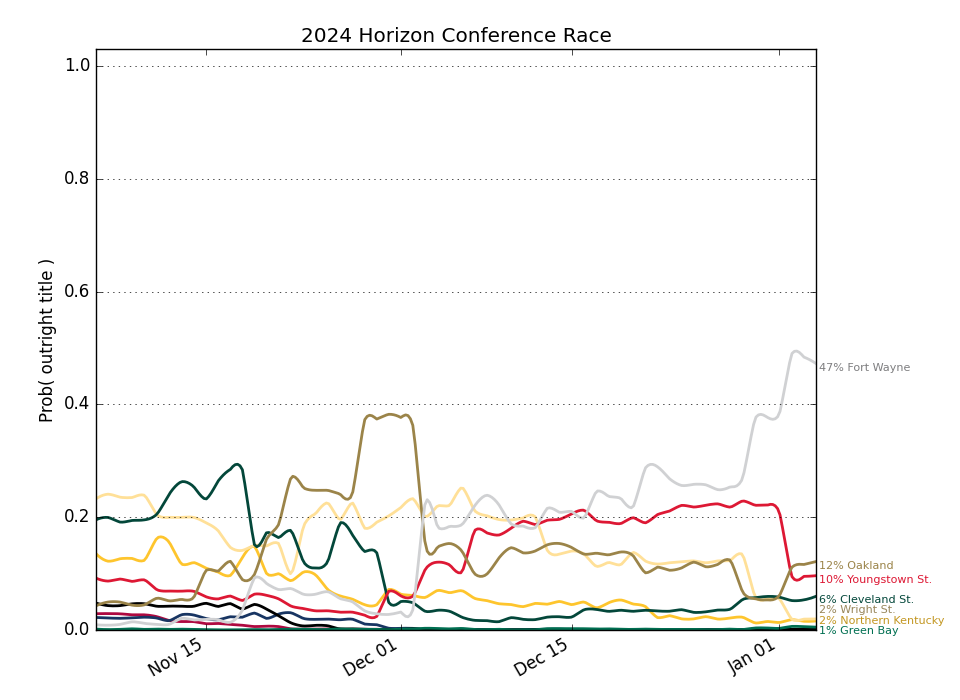 2024 Horizon Conference Race
1.0
0.8
0.6
0.4
0.2
0.0
Prob( outright title )
Nov 15
Dec 01
Dec 15
Jan 01
47% Fort Wayne
12% Oakland
10% Youngstown St.
6% Cleveland St.
2% Wright St.
2% Northern Kentucky
1% Green Bay